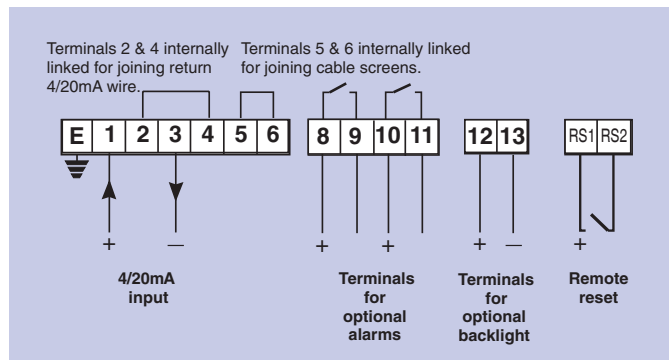 Terminals 2 & 4 internally
linked for joining return
4/20mA wire.
Terminals 5 & 6 internally linked
for joining cable screens.
E 1 2 3 4 5 6
8 9 10 11
12 13
RS1 RS2
+ —
+ +
+ —
+
4/20mA
input
Terminals
for
optional
alarms
Terminals
for
optional
backlight
Remote
reset